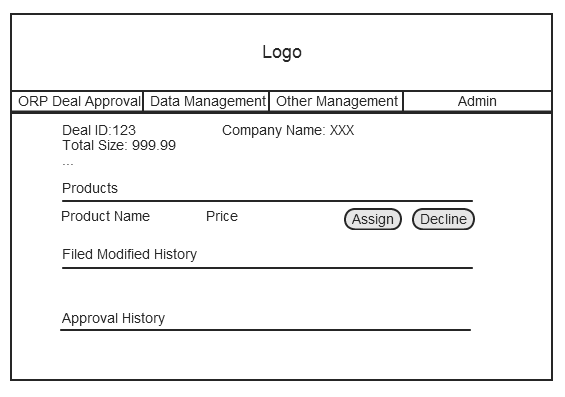 Logo
ORP Deal Approval Data Management Other Management Admin
Deal ID:123 Company Name: XXX
Total Size: 999.99
...
Products
Product Name Price Assign Decline
Filed Modified History
Approval History